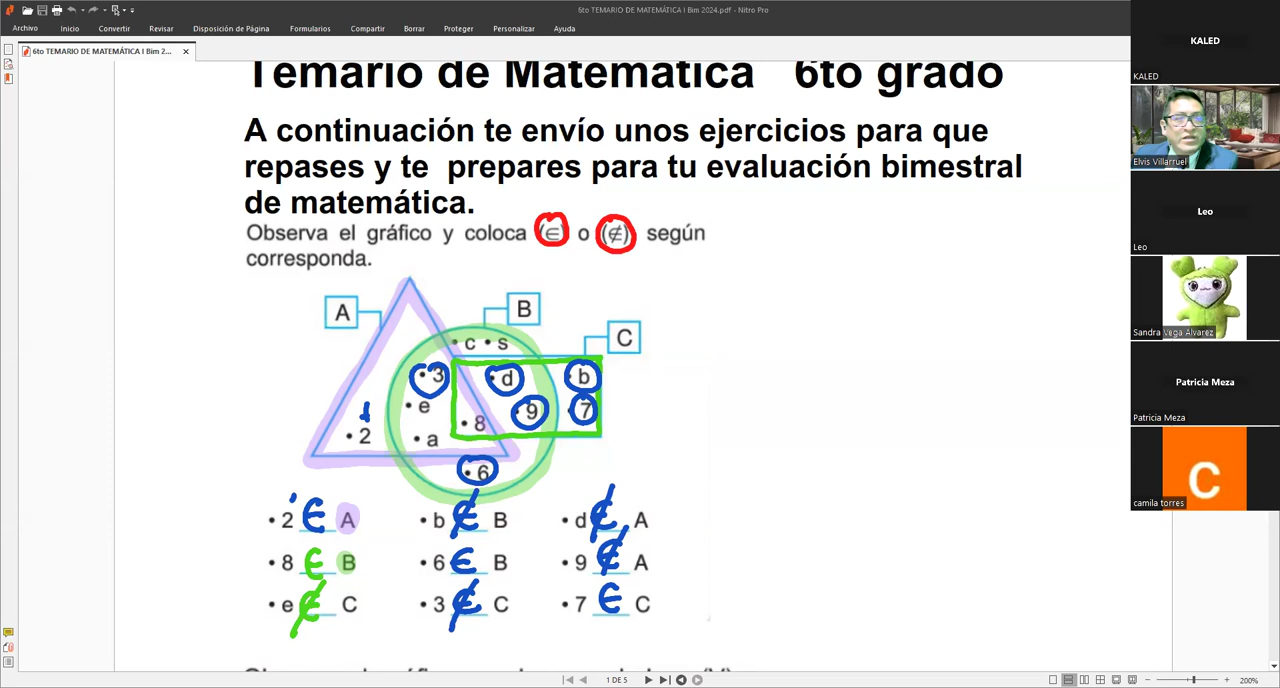 6to TEMARIO DE MATEMÁTICA I Bim 2024.pdf - Nitro Pro
Archivo Inicio Convertir Revisar Disposición de Página Formularios Compartir Borrar Proteger Personalizar Ayuda
6to TEMARIO DE MATEMÁTICA I Bim 2...
Temario de Matemática 6to grado
A continuación te envío unos ejercicios para que
repases y te prepares para tu evaluación bimestral
de matemática.
Observa el gráfico y coloca (∈) o (∉) según
corresponda.
A
B
C
• c • s
• 3 • d • b
• e • 9 • 7
• 2 • a • 8
• 6
• 2 ∈ A • b ∉ B • d ∉ A
• 8 ∈ B • 6 ∈ B • 9 ∉ A
• e ∉ C • 3 ∉ C • 7 ∈ C
1 DE 5
200%
KALED
KALED
Elvis Villarruel
Leo
Leo
Sandra Vega Alvarez
Patricia Meza
Patricia Meza
C
camila torres